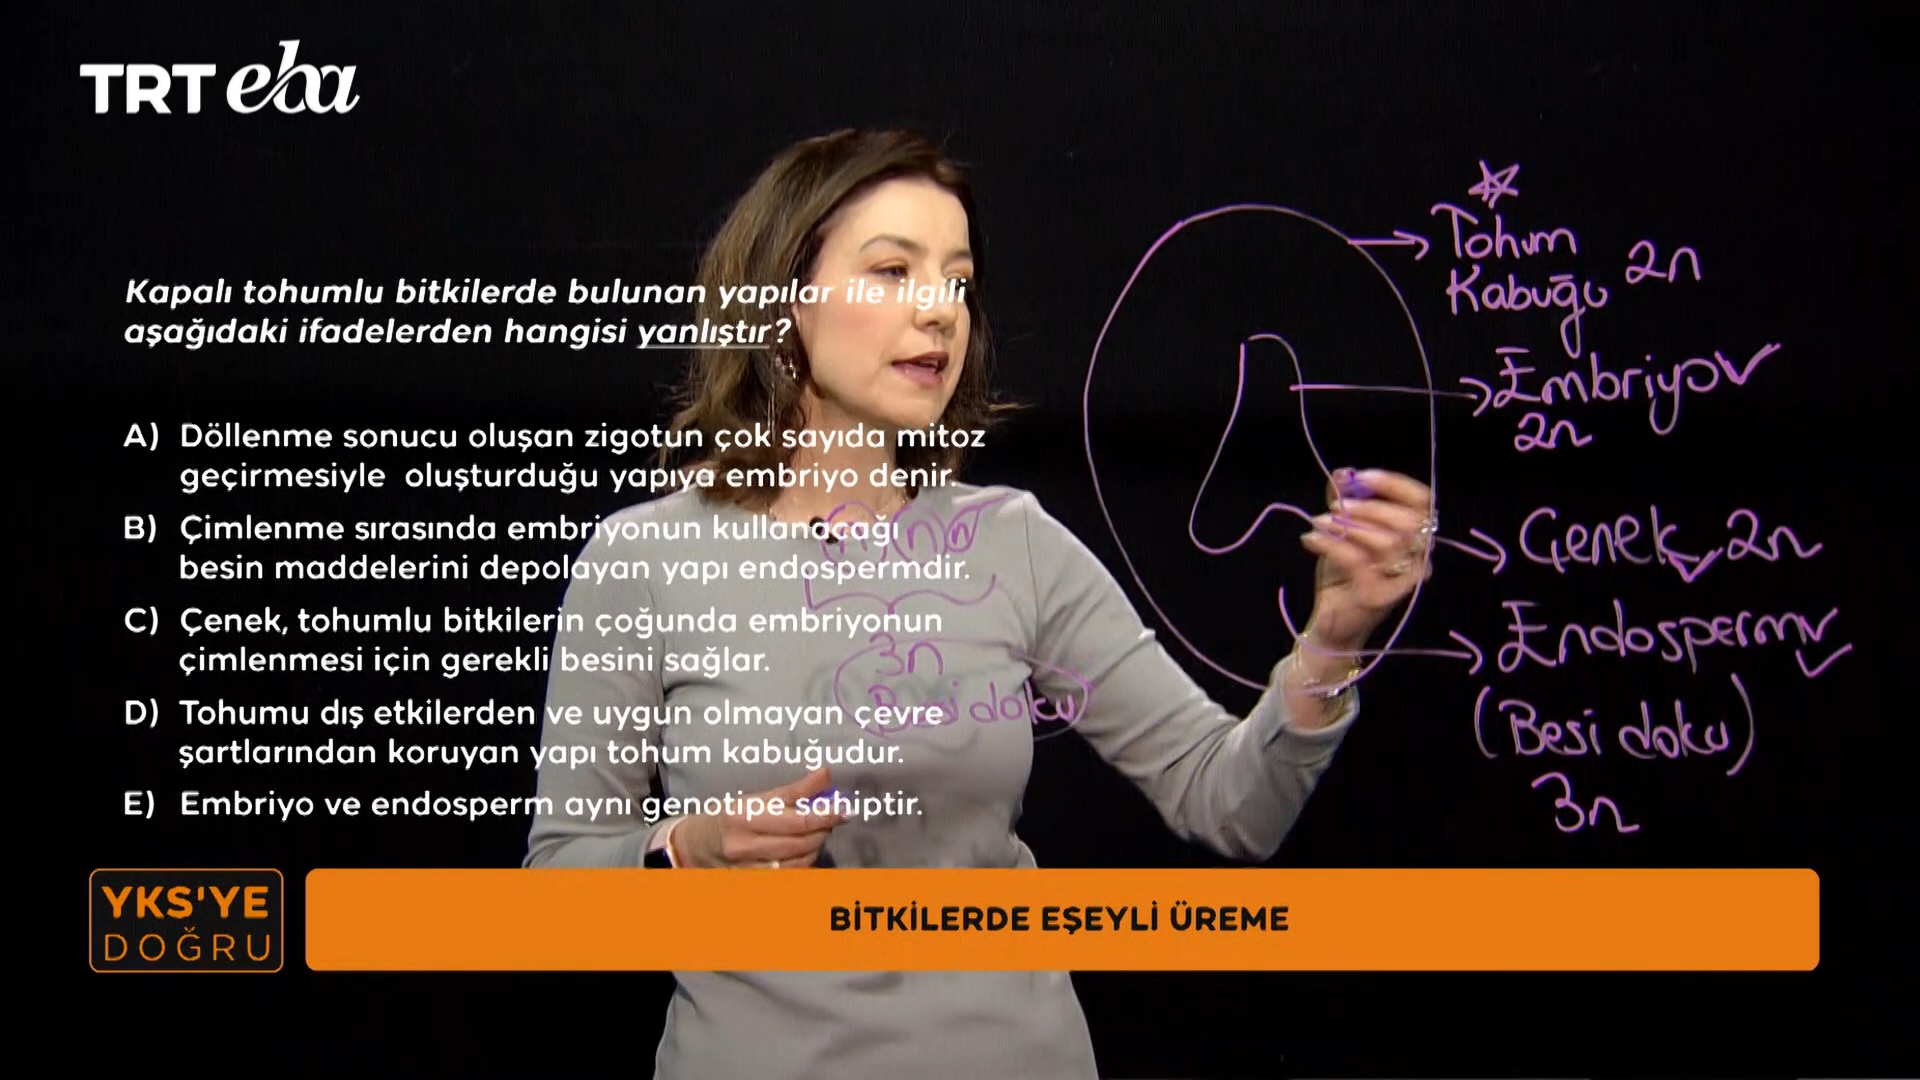 TRT eba
Kapalı tohumlu bitkilerde bulunan yapılar ile ilgili
aşağıdaki ifadelerden hangisi yanlıştır?
A) Döllenme sonucu oluşan zigotun çok sayıda mitoz
geçirmesiyle oluşturduğu yapıya embriyo denir.
B) Çimlenme sırasında embriyonun kullanacağı
besin maddelerini depolayan yapı endospermdir.
C) Çenek, tohumlu bitkilerin çoğunda embriyonun
çimlenmesi için gerekli besini sağlar.
D) Tohumu dış etkilerden ve uygun olmayan çevre
şartlarından koruyan yapı tohum kabuğudur.
E) Embriyo ve endosperm aynı genotipe sahiptir.
3n
Besi doku
Tohum
Kabuğu 2n
Embriyo
2n
Çenek 2n
Endosperm
(Besi doku)
3n
YKS'YE
DOĞRU
BİTKİLERDE EŞEYLİ ÜREME